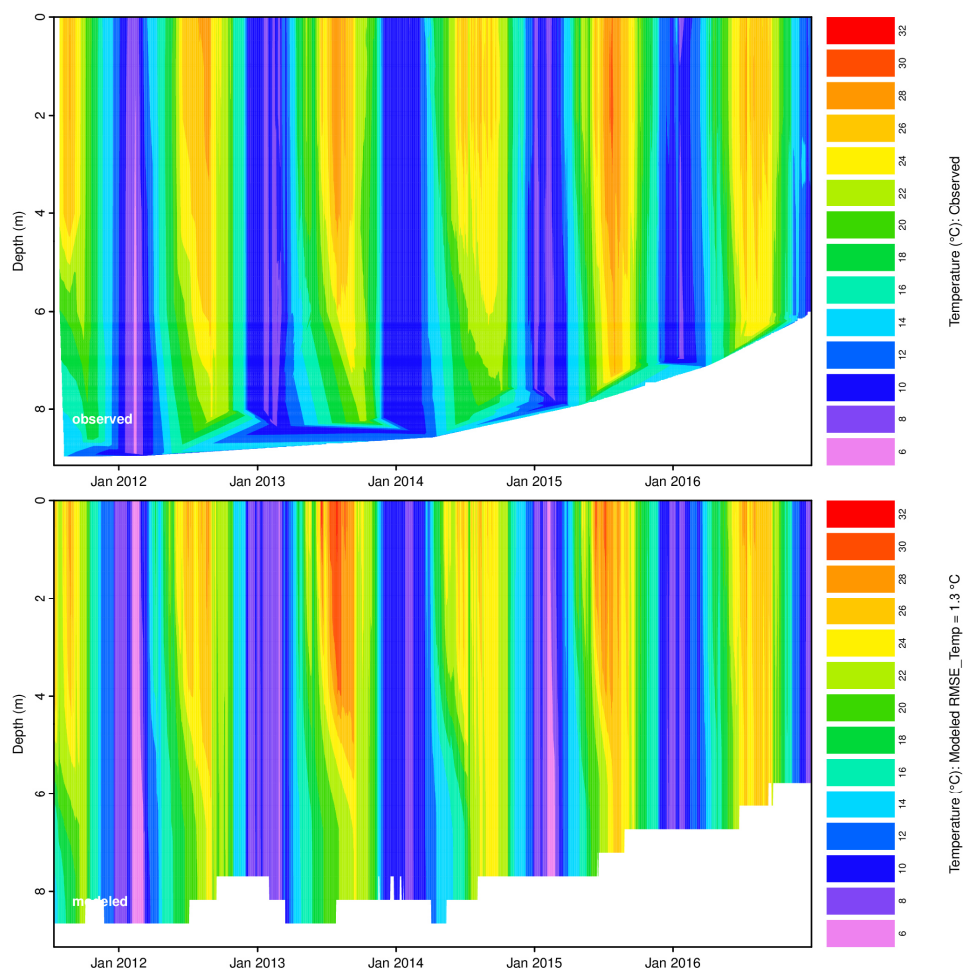 0
2
4
6
8
Depth (m)
observed
Jan 2012
Jan 2013
Jan 2014
Jan 2015
Jan 2016
32
30
28
26
24
22
20
18
16
14
12
10
8
6
Temperature (°C): Observed
0
2
4
6
8
Depth (m)
modeled
Jan 2012
Jan 2013
Jan 2014
Jan 2015
Jan 2016
32
30
28
26
24
22
20
18
16
14
12
10
8
6
Temperature (°C): Modeled RMSE_Temp = 1.3 °C